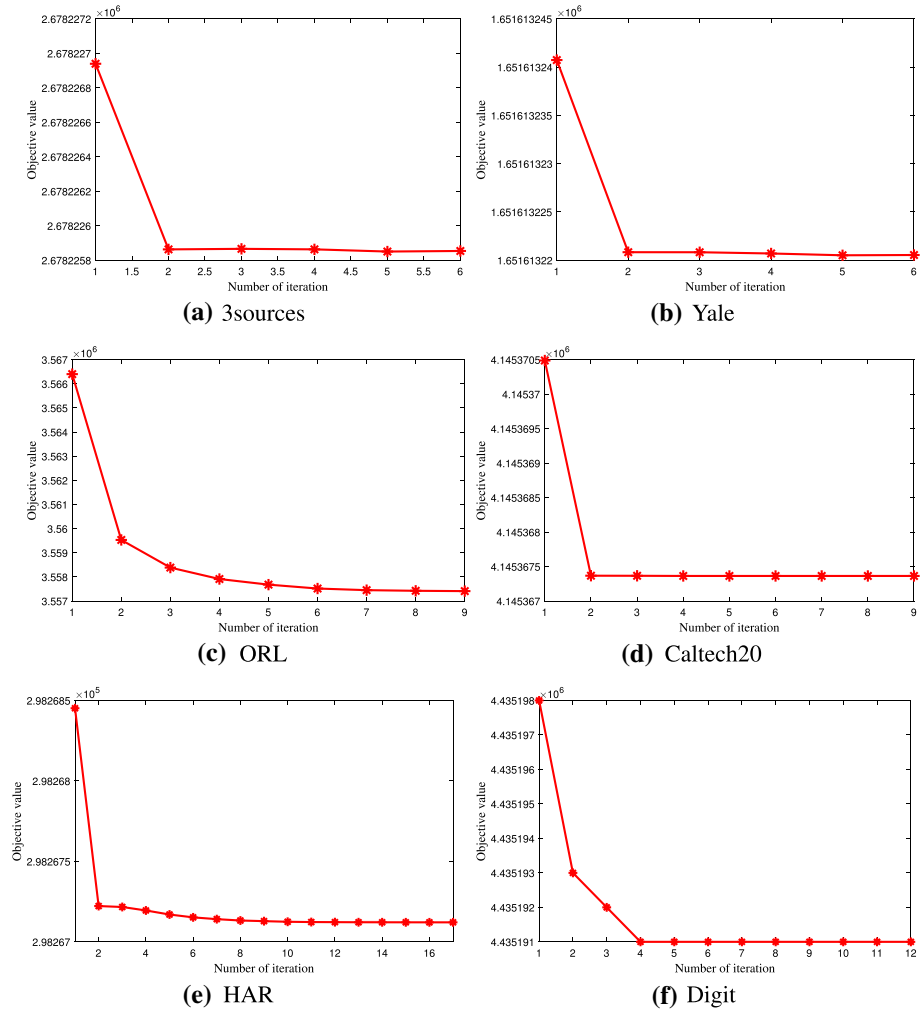 ×10^6
2.6782272
2.678227
2.6782268
2.6782266
2.6782264
2.6782262
2.678226
2.6782258
Objective value
1 1.5 2 2.5 3 3.5 4 4.5 5 5.5 6
Number of iteration
(a) 3sources
×10^6
1.651613245
1.65161324
1.651613235
1.65161323
1.651613225
1.65161322
Objective value
1 2 3 4 5 6
Number of iteration
(b) Yale
×10^6
3.567
3.566
3.565
3.564
3.563
3.562
3.561
3.56
3.559
3.558
3.557
Objective value
1 2 3 4 5 6 7 8 9
Number of iteration
(c) ORL
×10^6
4.1453705
4.14537
4.1453695
4.145369
4.1453685
4.145368
4.1453675
4.145367
Objective value
1 2 3 4 5 6 7 8 9
Number of iteration
(d) Caltech20
×10^5
2.982685
2.98268
2.982675
2.98267
Objective value
2 4 6 8 10 12 14 16
Number of iteration
(e) HAR
×10^6
4.435198
4.435197
4.435196
4.435195
4.435194
4.435193
4.435192
4.435191
Objective value
1 2 3 4 5 6 7 8 9 10 11 12
Number of iteration
(f) Digit